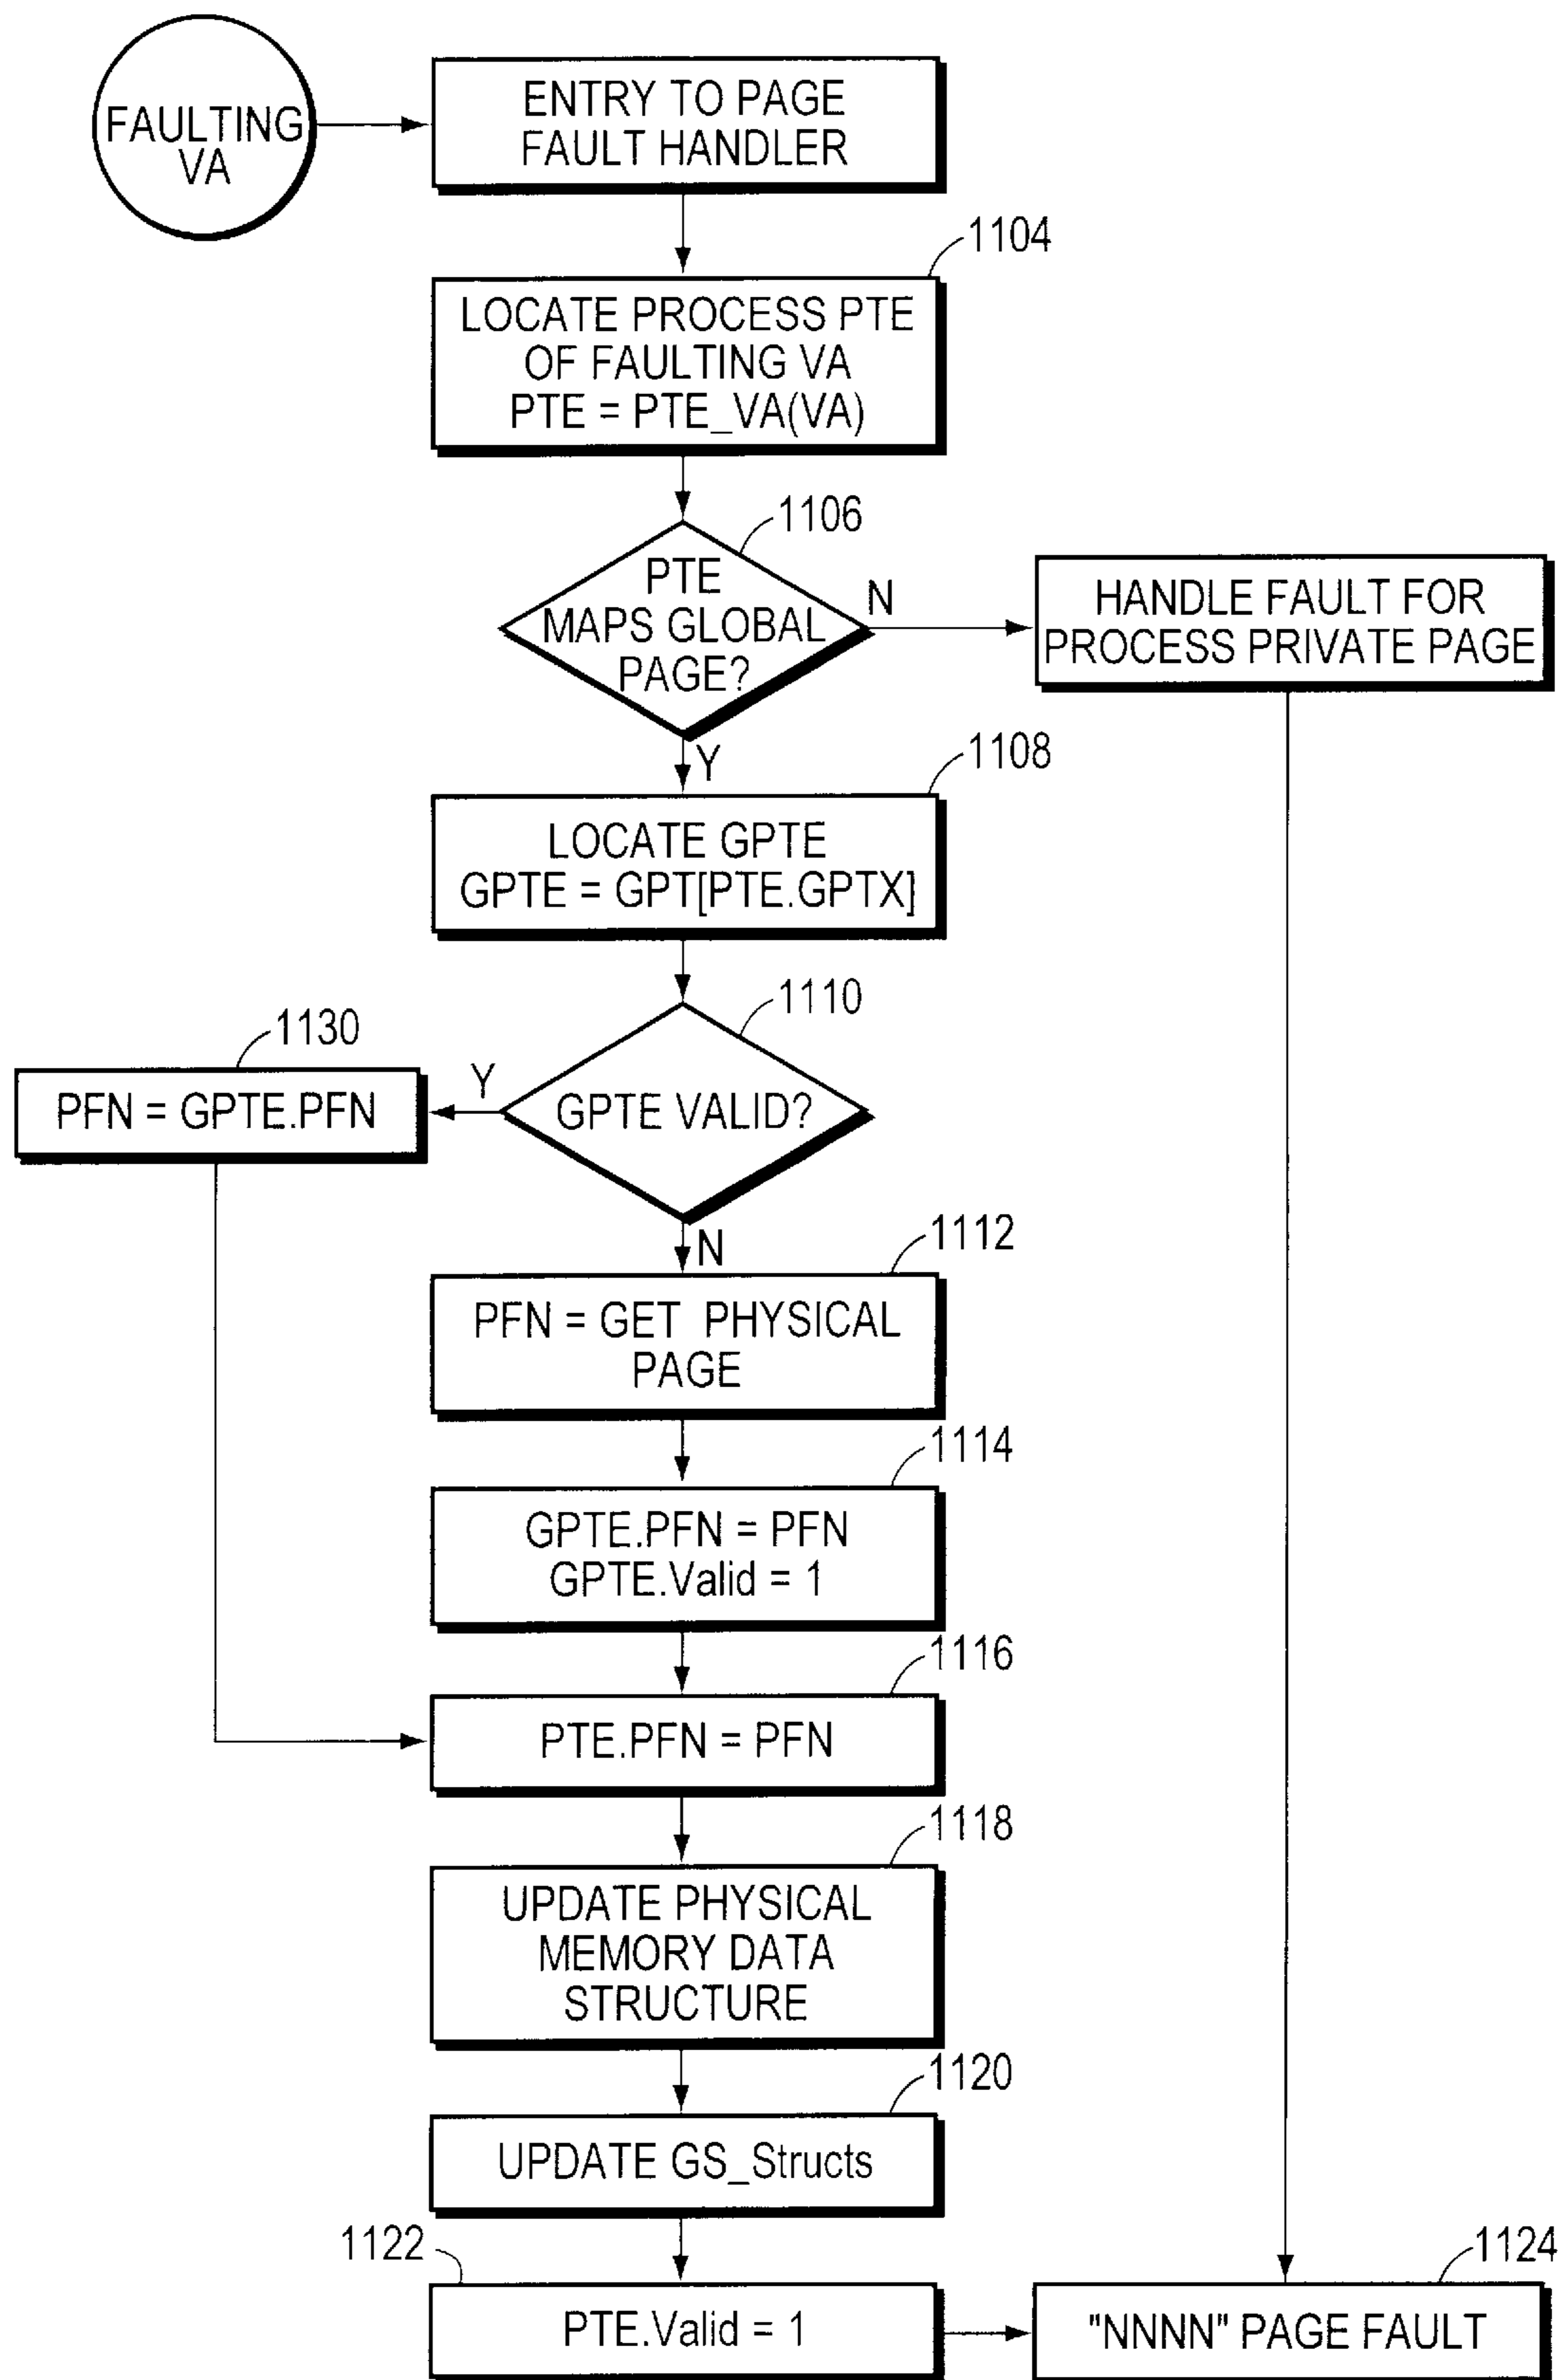 FAULTING
VA
ENTRY TO PAGE
FAULT HANDLER
1104
LOCATE PROCESS PTE
OF FAULTING VA
PTE = PTE_VA(VA)
1106
PTE
MAPS GLOBAL
PAGE?
N
HANDLE FAULT FOR
PROCESS PRIVATE PAGE
Y
1108
LOCATE GPTE
GPTE = GPT[PTE.GPTX]
1110
GPTE VALID?
Y
1130
PFN = GPTE.PFN
N
1112
PFN = GET PHYSICAL
PAGE
1114
GPTE.PFN = PFN
GPTE.Valid = 1
1116
PTE.PFN = PFN
1118
UPDATE PHYSICAL
MEMORY DATA
STRUCTURE
1120
UPDATE GS_Structs
1122
PTE.Valid = 1
1124
"NNNN" PAGE FAULT